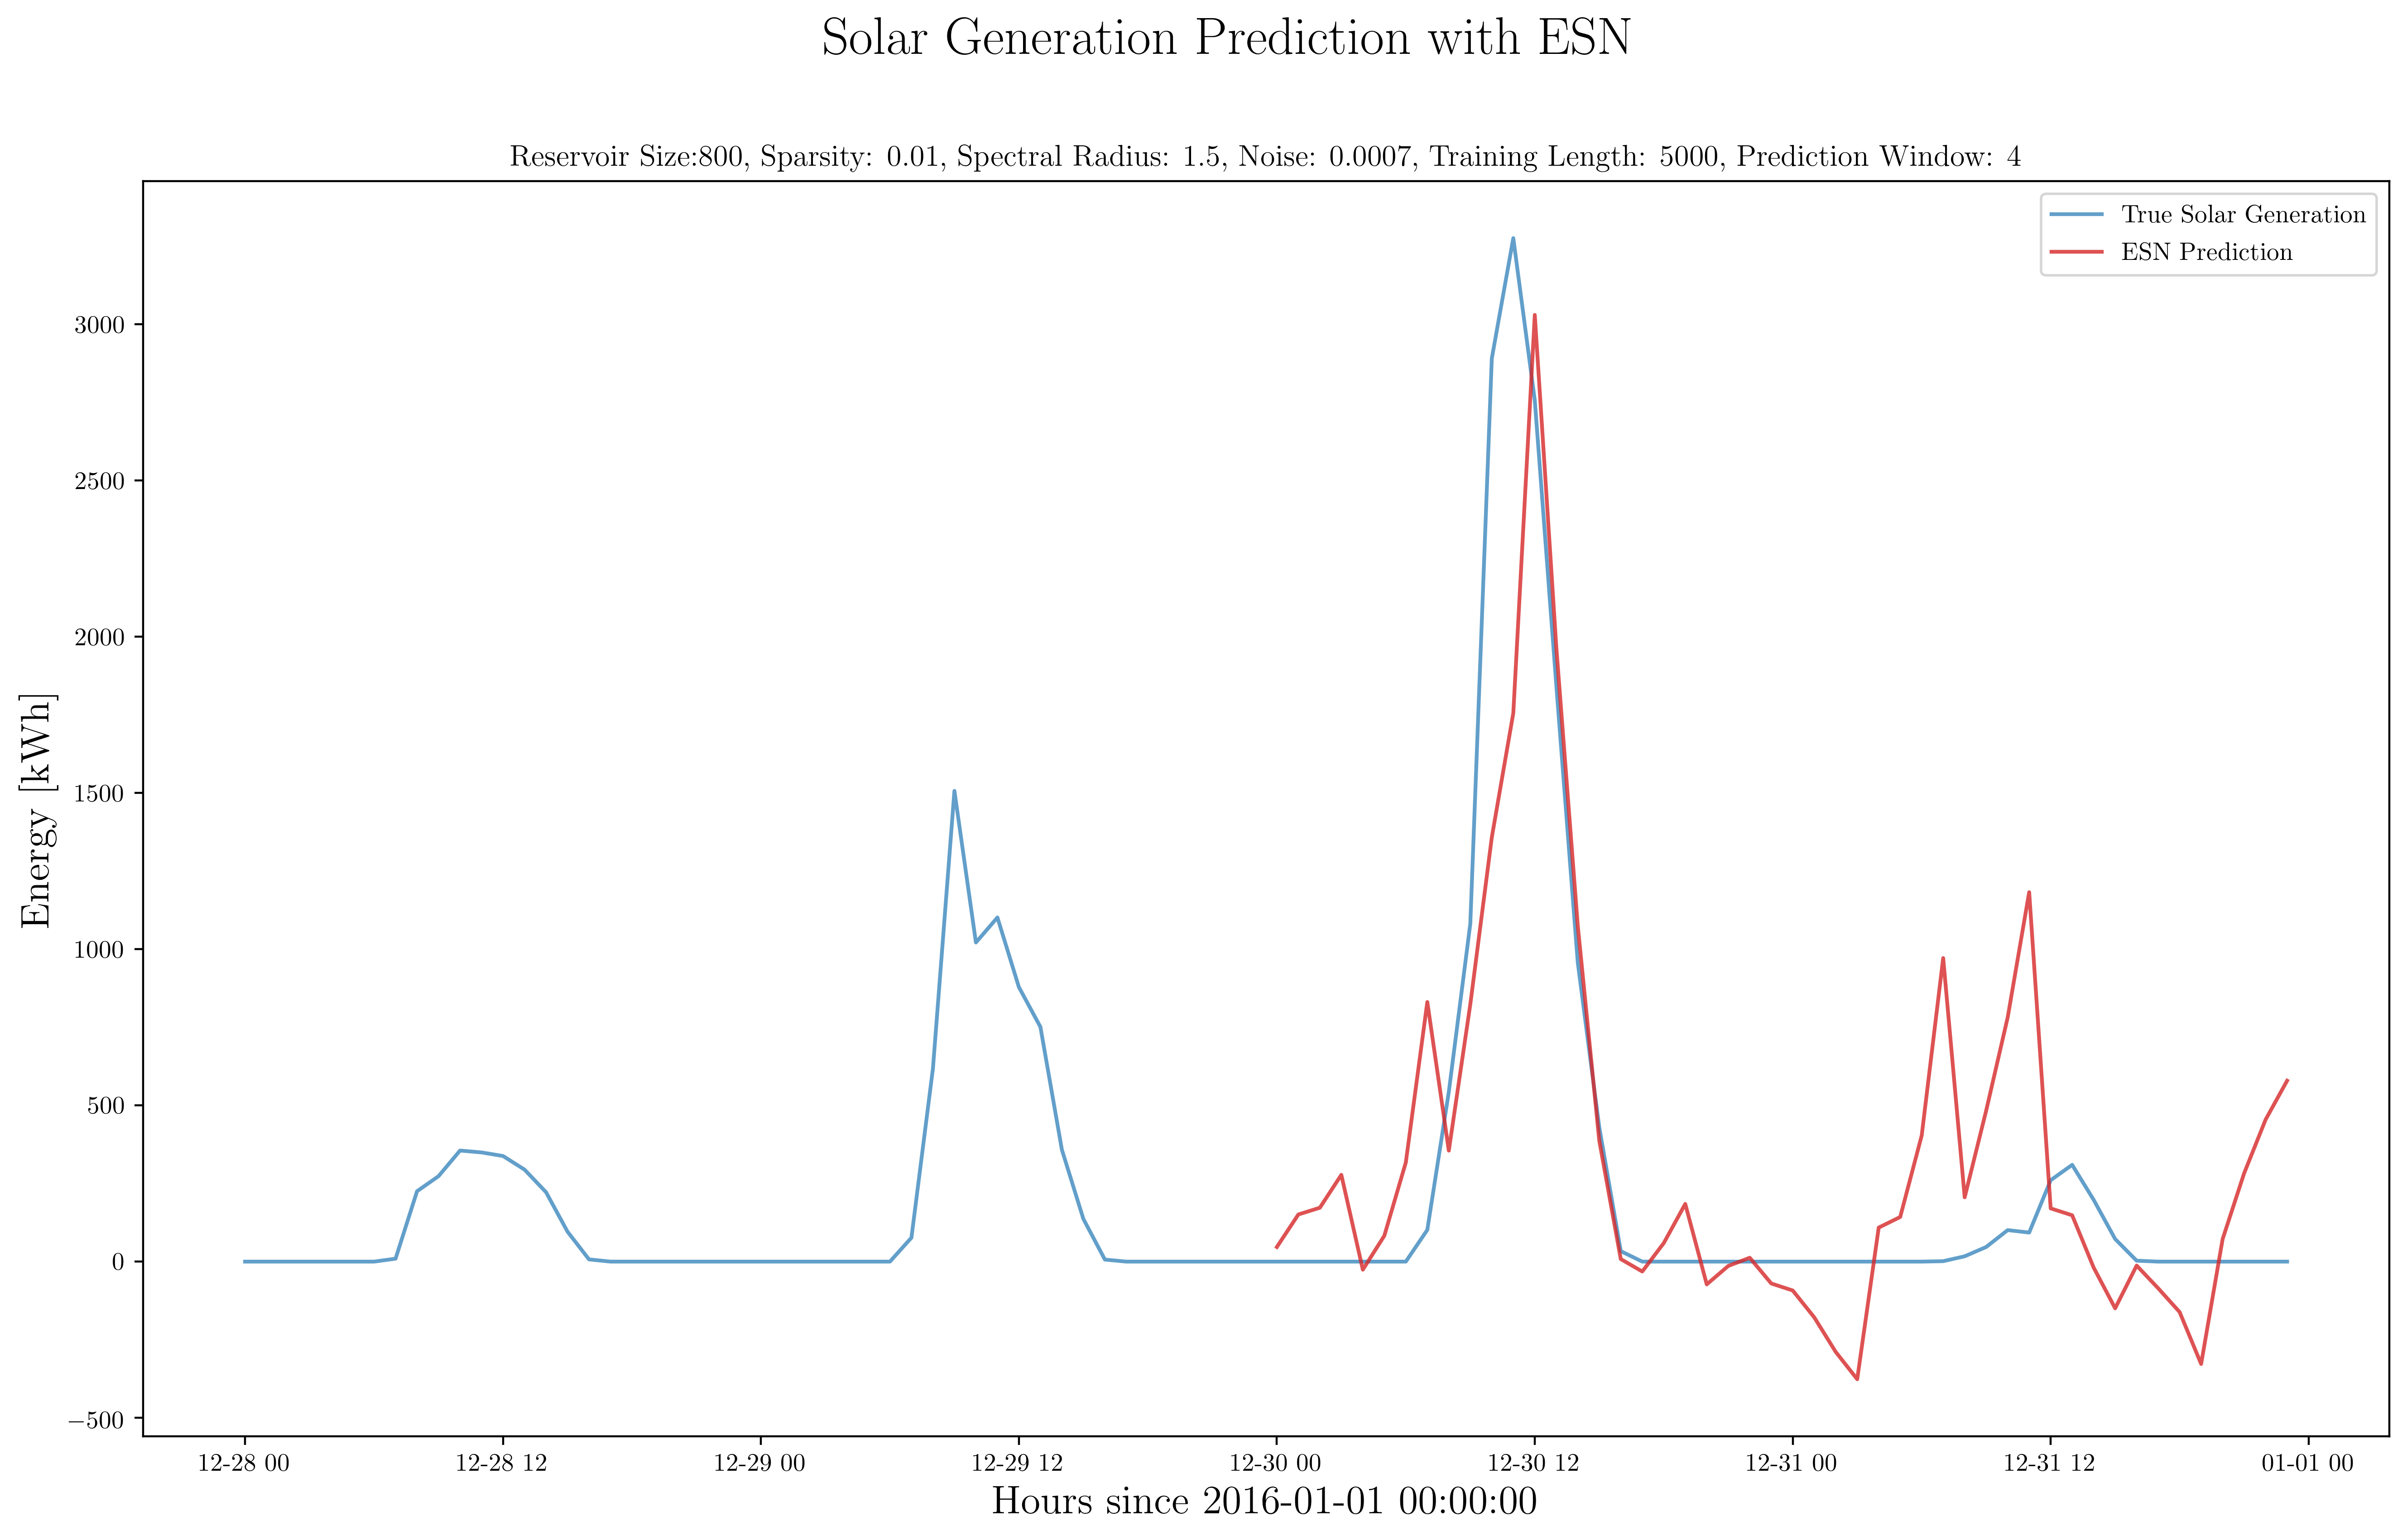 Solar Generation Prediction with ESN
Reservoir Size:800, Sparsity: 0.01, Spectral Radius: 1.5, Noise: 0.0007, Training Length: 5000, Prediction Window: 4
True Solar Generation
ESN Prediction
3000
2500
2000
1500
1000
500
0
−500
Energy [kWh]
12-28 00 12-28 12 12-29 00 12-29 12 12-30 00 12-30 12 12-31 00 12-31 12 01-01 00
Hours since 2016-01-01 00:00:00